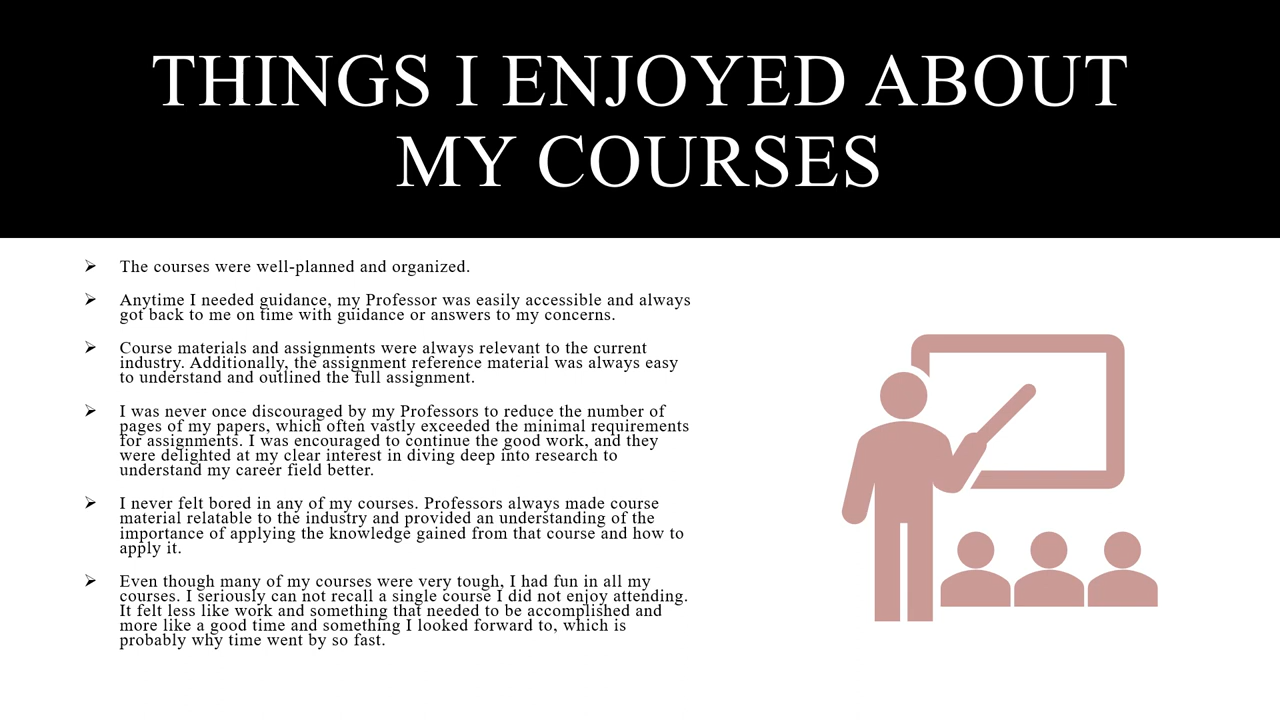 THINGS I ENJOYED ABOUT
MY COURSES
The courses were well-planned and organized.
Anytime I needed guidance, my Professor was easily accessible and always
got back to me on time with guidance or answers to my concerns.
Course materials and assignments were always relevant to the current
industry. Additionally, the assignment reference material was always easy
to understand and outlined the full assignment.
I was never once discouraged by my Professors to reduce the number of
pages of my papers, which often vastly exceeded the minimal requirements
for assignments. I was encouraged to continue the good work, and they
were delighted at my clear interest in diving deep into research to
understand my career field better.
I never felt bored in any of my courses. Professors always made course
material relatable to the industry and provided an understanding of the
importance of applying the knowledge gained from that course and how to
apply it.
Even though many of my courses were very tough, I had fun in all my
courses. I seriously can not recall a single course I did not enjoy attending.
It felt less like work and something that needed to be accomplished and
more like a good time and something I looked forward to, which is
probably why time went by so fast.